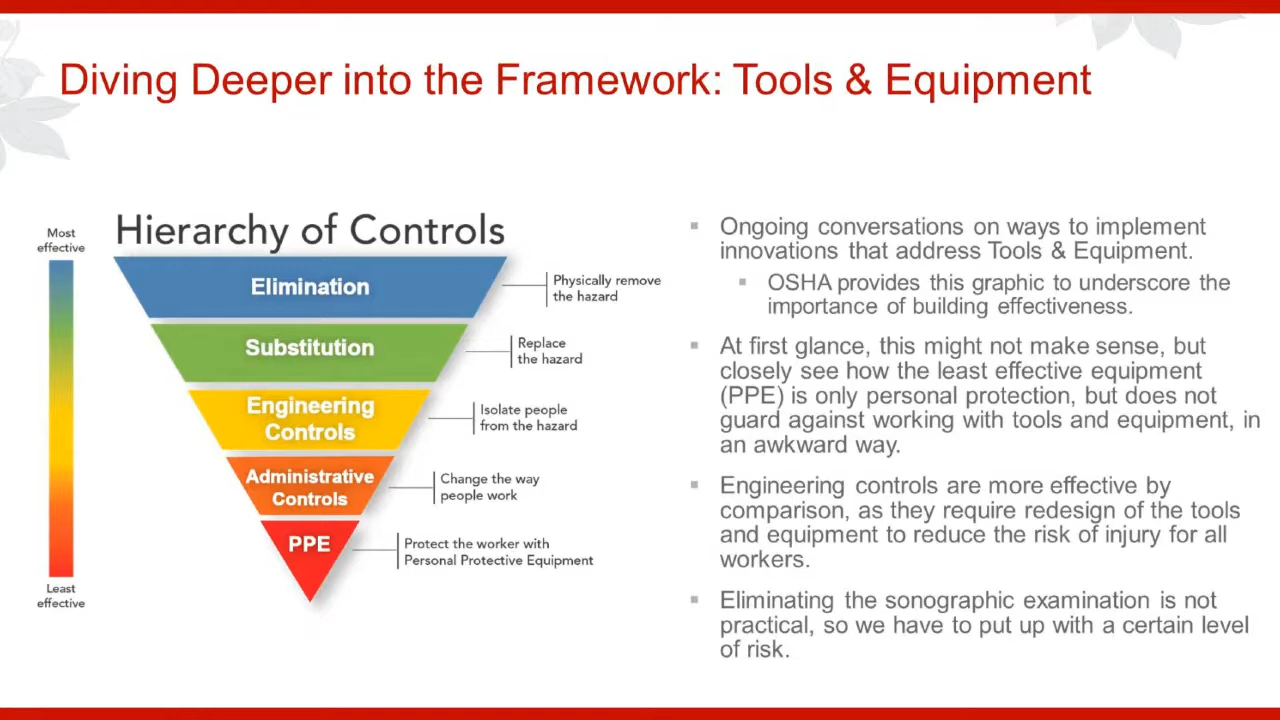 Diving Deeper into the Framework: Tools & Equipment
Hierarchy of Controls
Most
effective
Least
effective
Elimination
Physically remove
the hazard
Substitution
Replace
the hazard
Engineering
Controls
Isolate people
from the hazard
Administrative
Controls
Change the way
people work
PPE
Protect the worker with
Personal Protective Equipment
Ongoing conversations on ways to implement
innovations that address Tools & Equipment.
OSHA provides this graphic to underscore the
importance of building effectiveness.
At first glance, this might not make sense, but
closely see how the least effective equipment
(PPE) is only personal protection, but does not
guard against working with tools and equipment, in
an awkward way.
Engineering controls are more effective by
comparison, as they require redesign of the tools
and equipment to reduce the risk of injury for all
workers.
Eliminating the sonographic examination is not
practical, so we have to put up with a certain level
of risk.